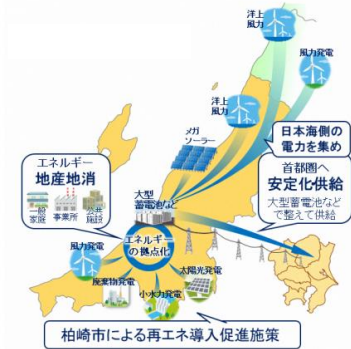 洋上
風力
風力発電
洋上
風力
メガ
ソーラー
日本海側の
電力を集め
エネルギー
地産地消
一般
家庭
事業所
公共
施設
首都圏へ
安定化供給
大型蓄電池など
で整えて供給
大型
蓄電池など
エネルギー
の拠点化
風力発電
太陽光発電
廃棄物発電
小水力発電
柏崎市による再エネ導入促進施策